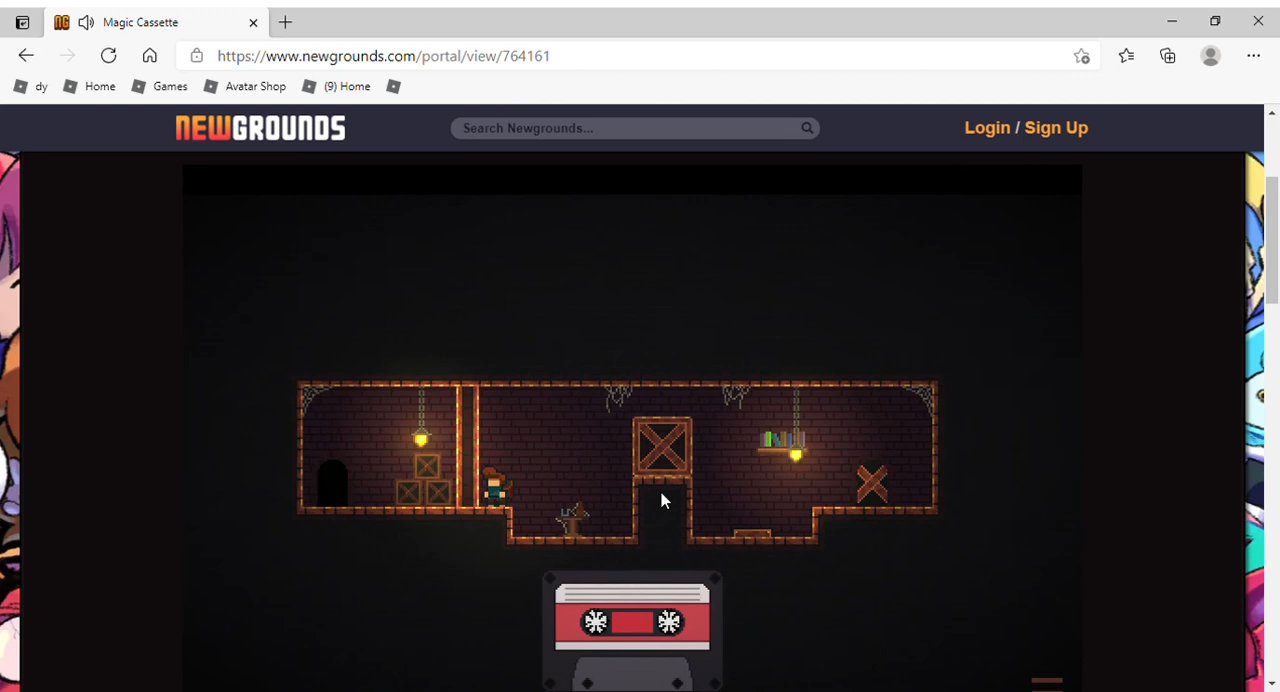 Magic Cassette
https://www.newgrounds.com/portal/view/764161
dy Home Games Avatar Shop (9) Home
NEWGROUNDS Search Newgrounds... Login / Sign Up